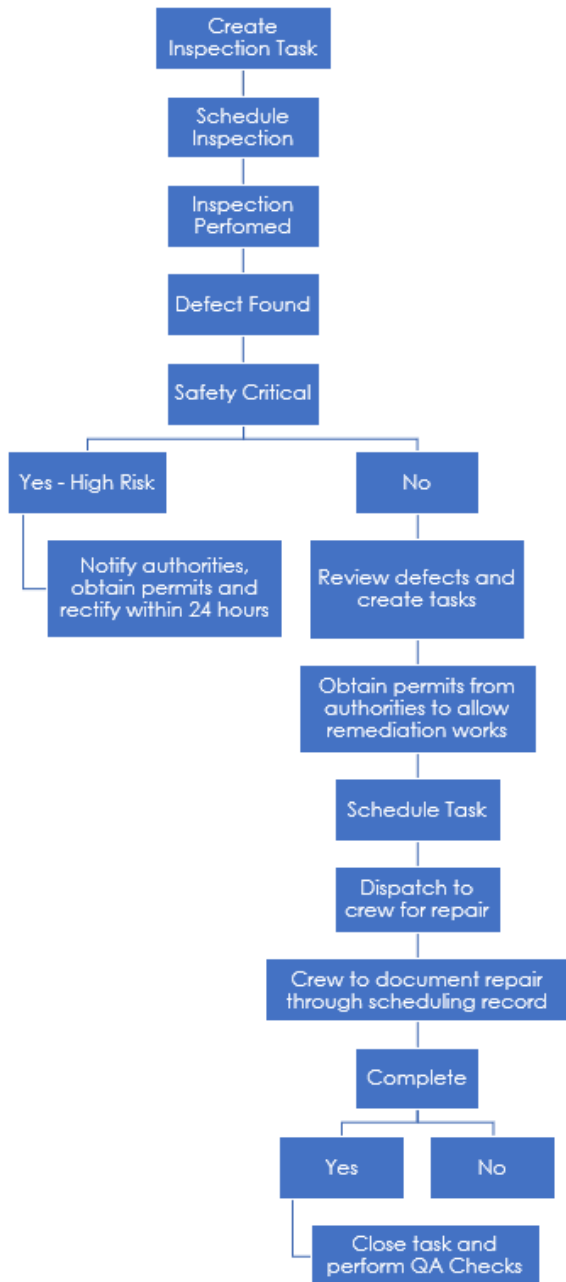 Create
Inspection Task
Schedule
Inspection
Inspection
Perfomed
Defect Found
Safety Critical
Yes - High Risk
No
Notify authorities,
obtain permits and
rectify within 24 hours
Review defects and
create tasks
Obtain permits from
authorities to allow
remediation works
Schedule Task
Dispatch to
crew for repair
Crew to document repair
through scheduling record
Complete
Yes
No
Close task and
perform QA Checks